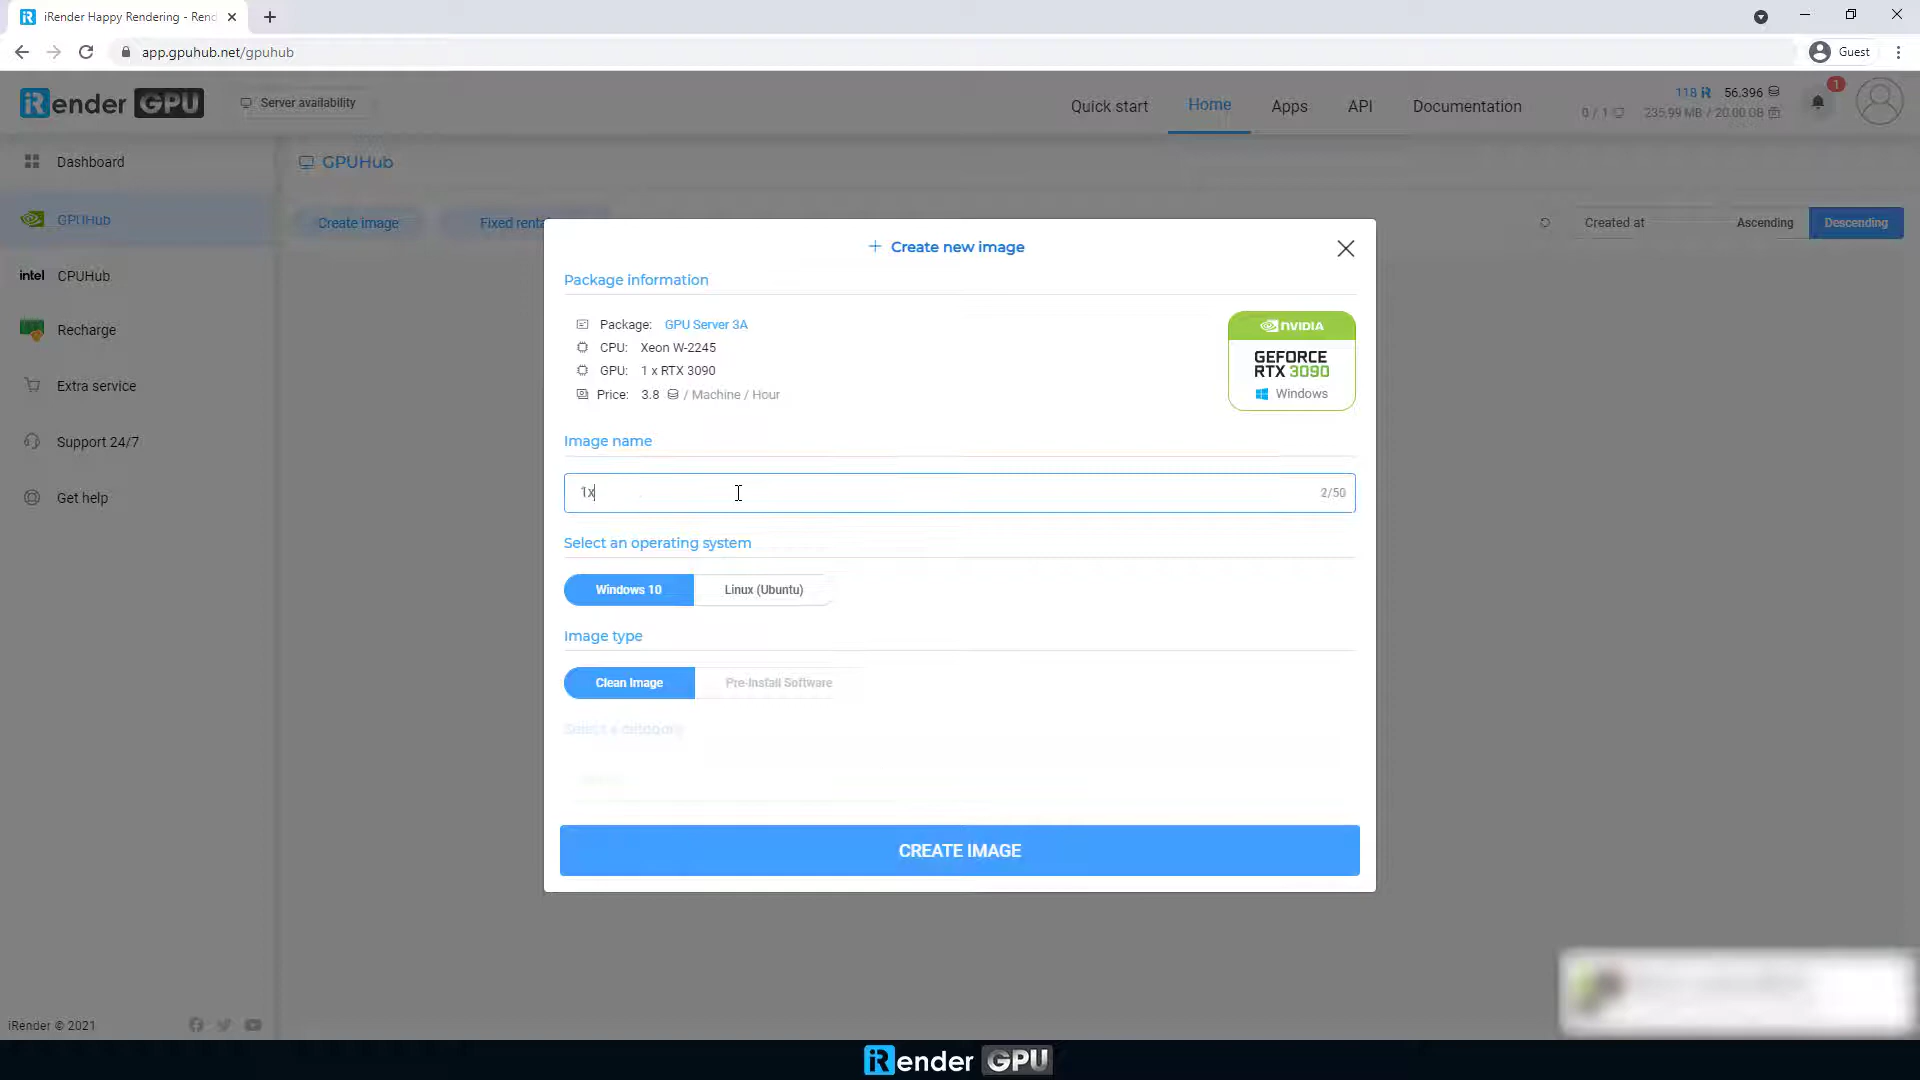 iRender Happy Rendering - Rend
app.gpuhub.net/gpuhub
Guest
iRender GPU
Server availability
Quick start
Home
Apps
API
Documentation
118
56.396
0 / 1
235.99 MB / 20.00 GB
1
Dashboard
GPUHub
intel CPUHub
Recharge
Extra service
Support 24/7
Get help
GPUHub
Create image
Fixed renta
Created at
Ascending
Descending
+ Create new image
Package information
Package: GPU Server 3A
CPU: Xeon W-2245
GPU: 1 x RTX 3090
Price: 3.8 / Machine / Hour
NVIDIA
GEFORCE
RTX 3090
Windows
Image name
1x
2/50
Select an operating system
Windows 10
Linux (Ubuntu)
Image type
Clean Image
Pre-Install Software
Select a category
CREATE IMAGE
iRender © 2021
iRender GPU